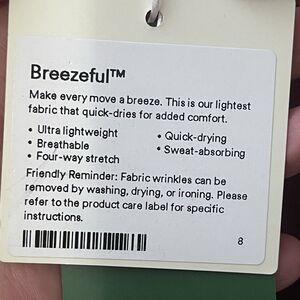 Breezeful™
Make every move a breeze. This is our lightest
fabric that quick-dries for added comfort.
• Ultra lightweight • Quick-drying
• Breathable • Sweat-absorbing
• Four-way stretch
Friendly Reminder: Fabric wrinkles can be
removed by washing, drying, or ironing. Please
refer to the product care label for specific
instructions.
8